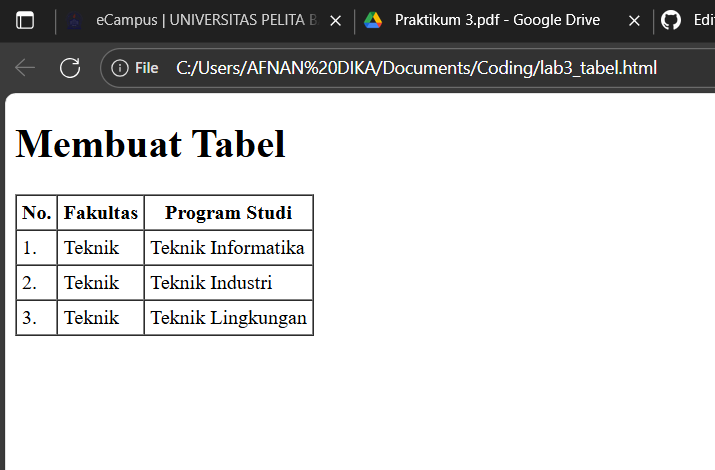 eCampus | UNIVERSITAS PELITA B
Praktikum 3.pdf - Google Drive
Edi
File C:/Users/AFNAN%20DIKA/Documents/Coding/lab3_tabel.html
Membuat Tabel
No. Fakultas Program Studi
1. Teknik Teknik Informatika
2. Teknik Teknik Industri
3. Teknik Teknik Lingkungan